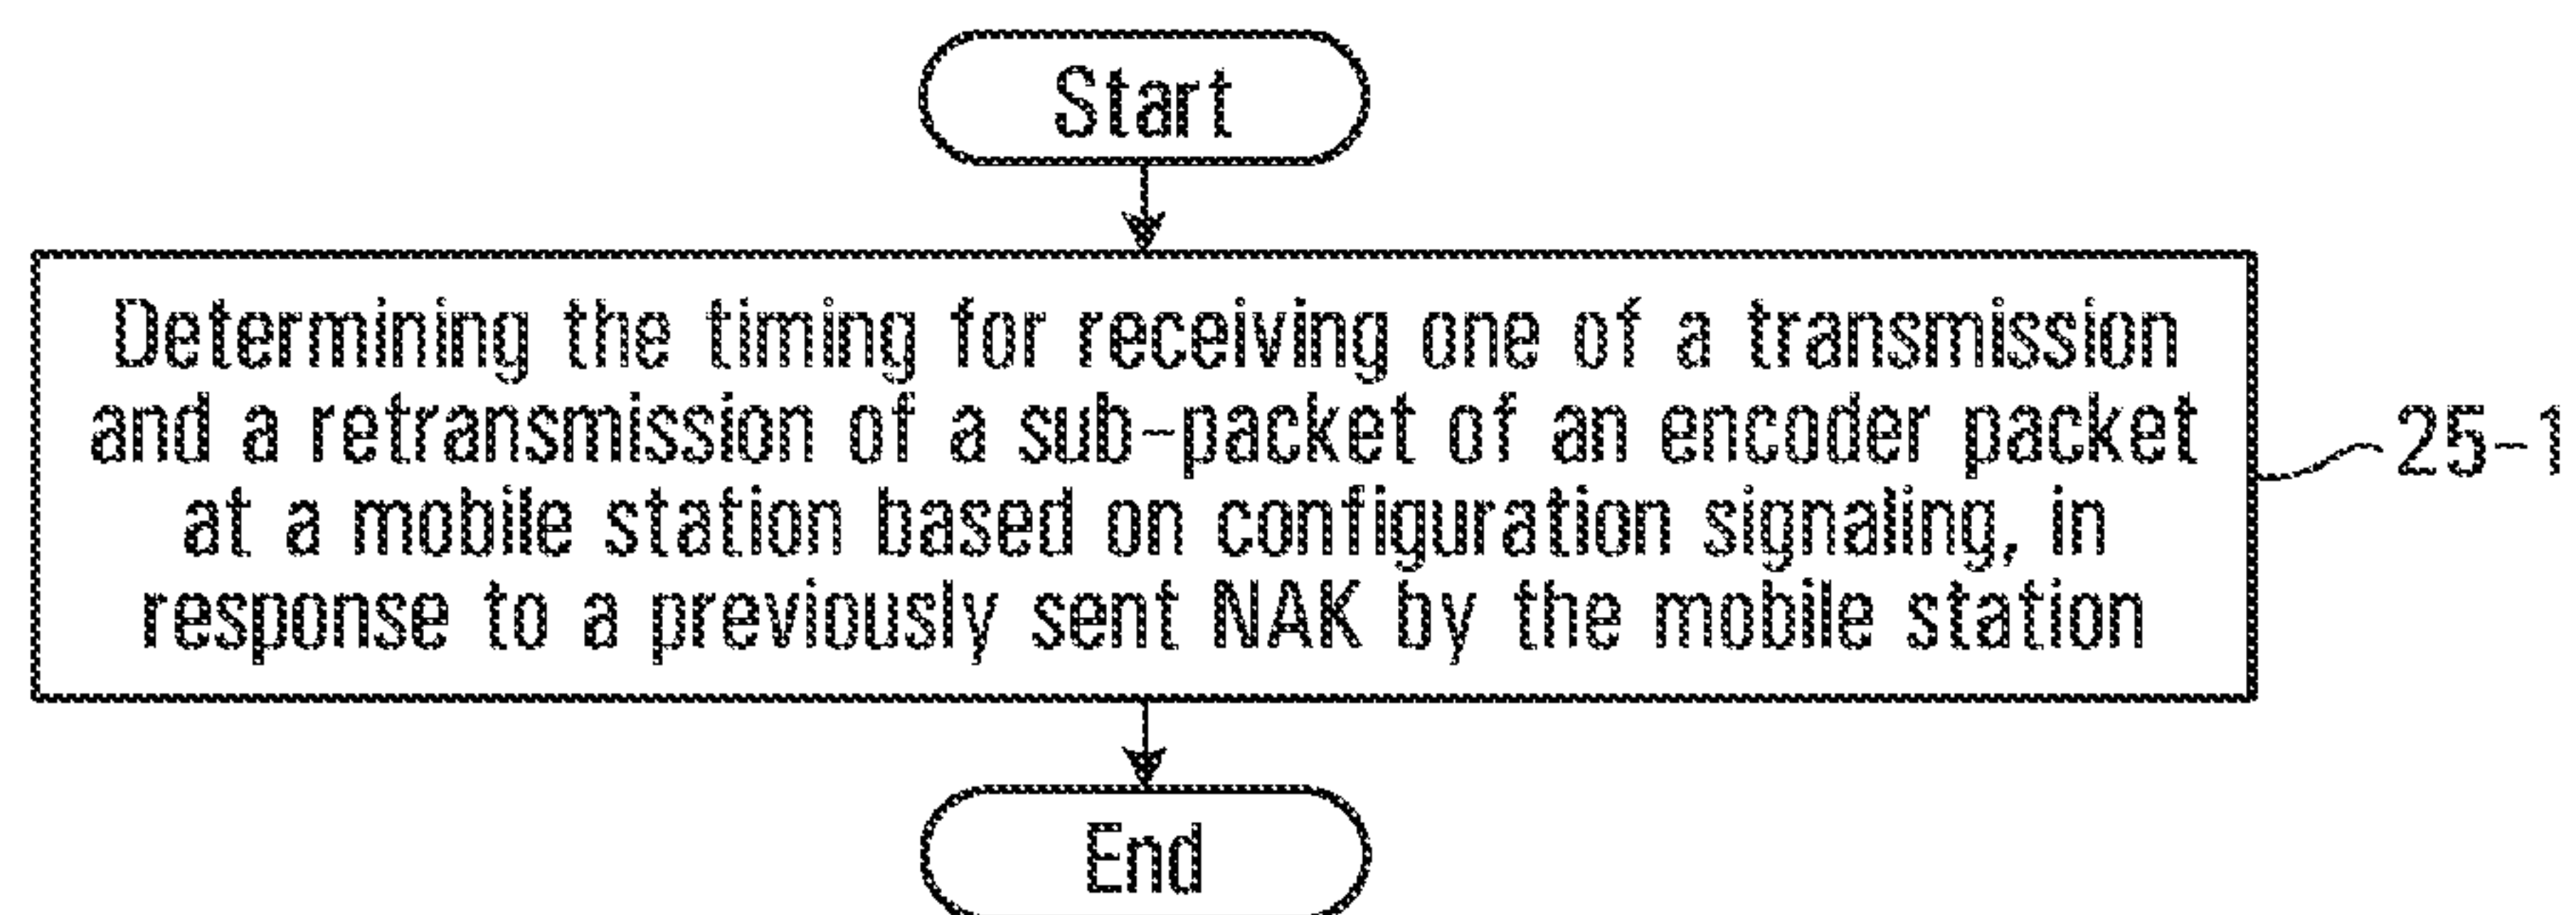 Start
Determining the timing for receiving one of a transmission
and a retransmission of a sub-packet of an encoder packet
at a mobile station based on configuration signaling, in
response to a previously sent NAK by the mobile station
25-1
End